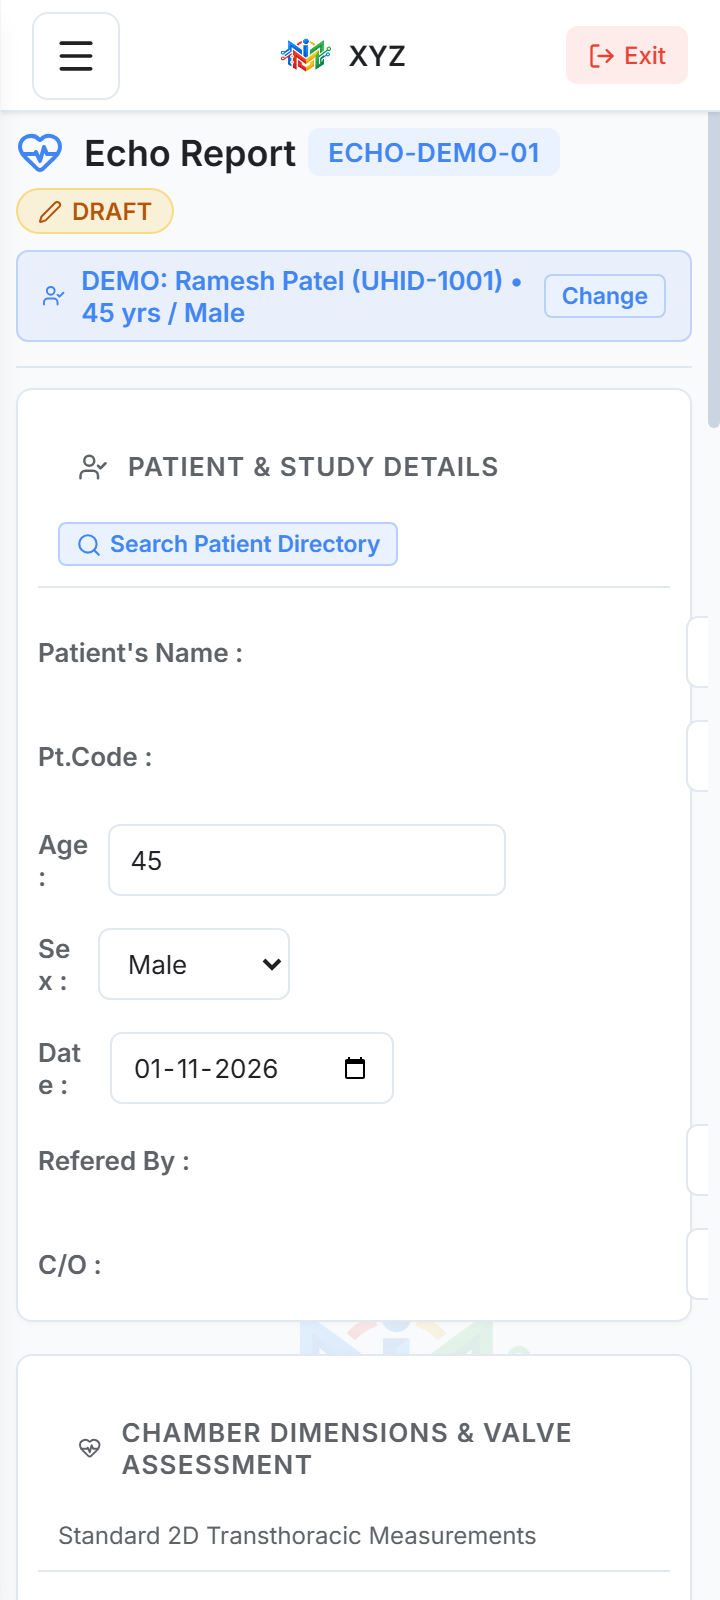 XYZ
Exit
Echo Report
ECHO-DEMO-01
DRAFT
DEMO: Ramesh Patel (UHID-1001) •
45 yrs / Male
Change
PATIENT & STUDY DETAILS
Search Patient Directory
Patient's Name :
Pt.Code :
Age
:
45
Se
x :
Male
Dat
e :
01-11-2026
Refered By :
C/O :
CHAMBER DIMENSIONS & VALVE
ASSESSMENT
Standard 2D Transthoracic Measurements